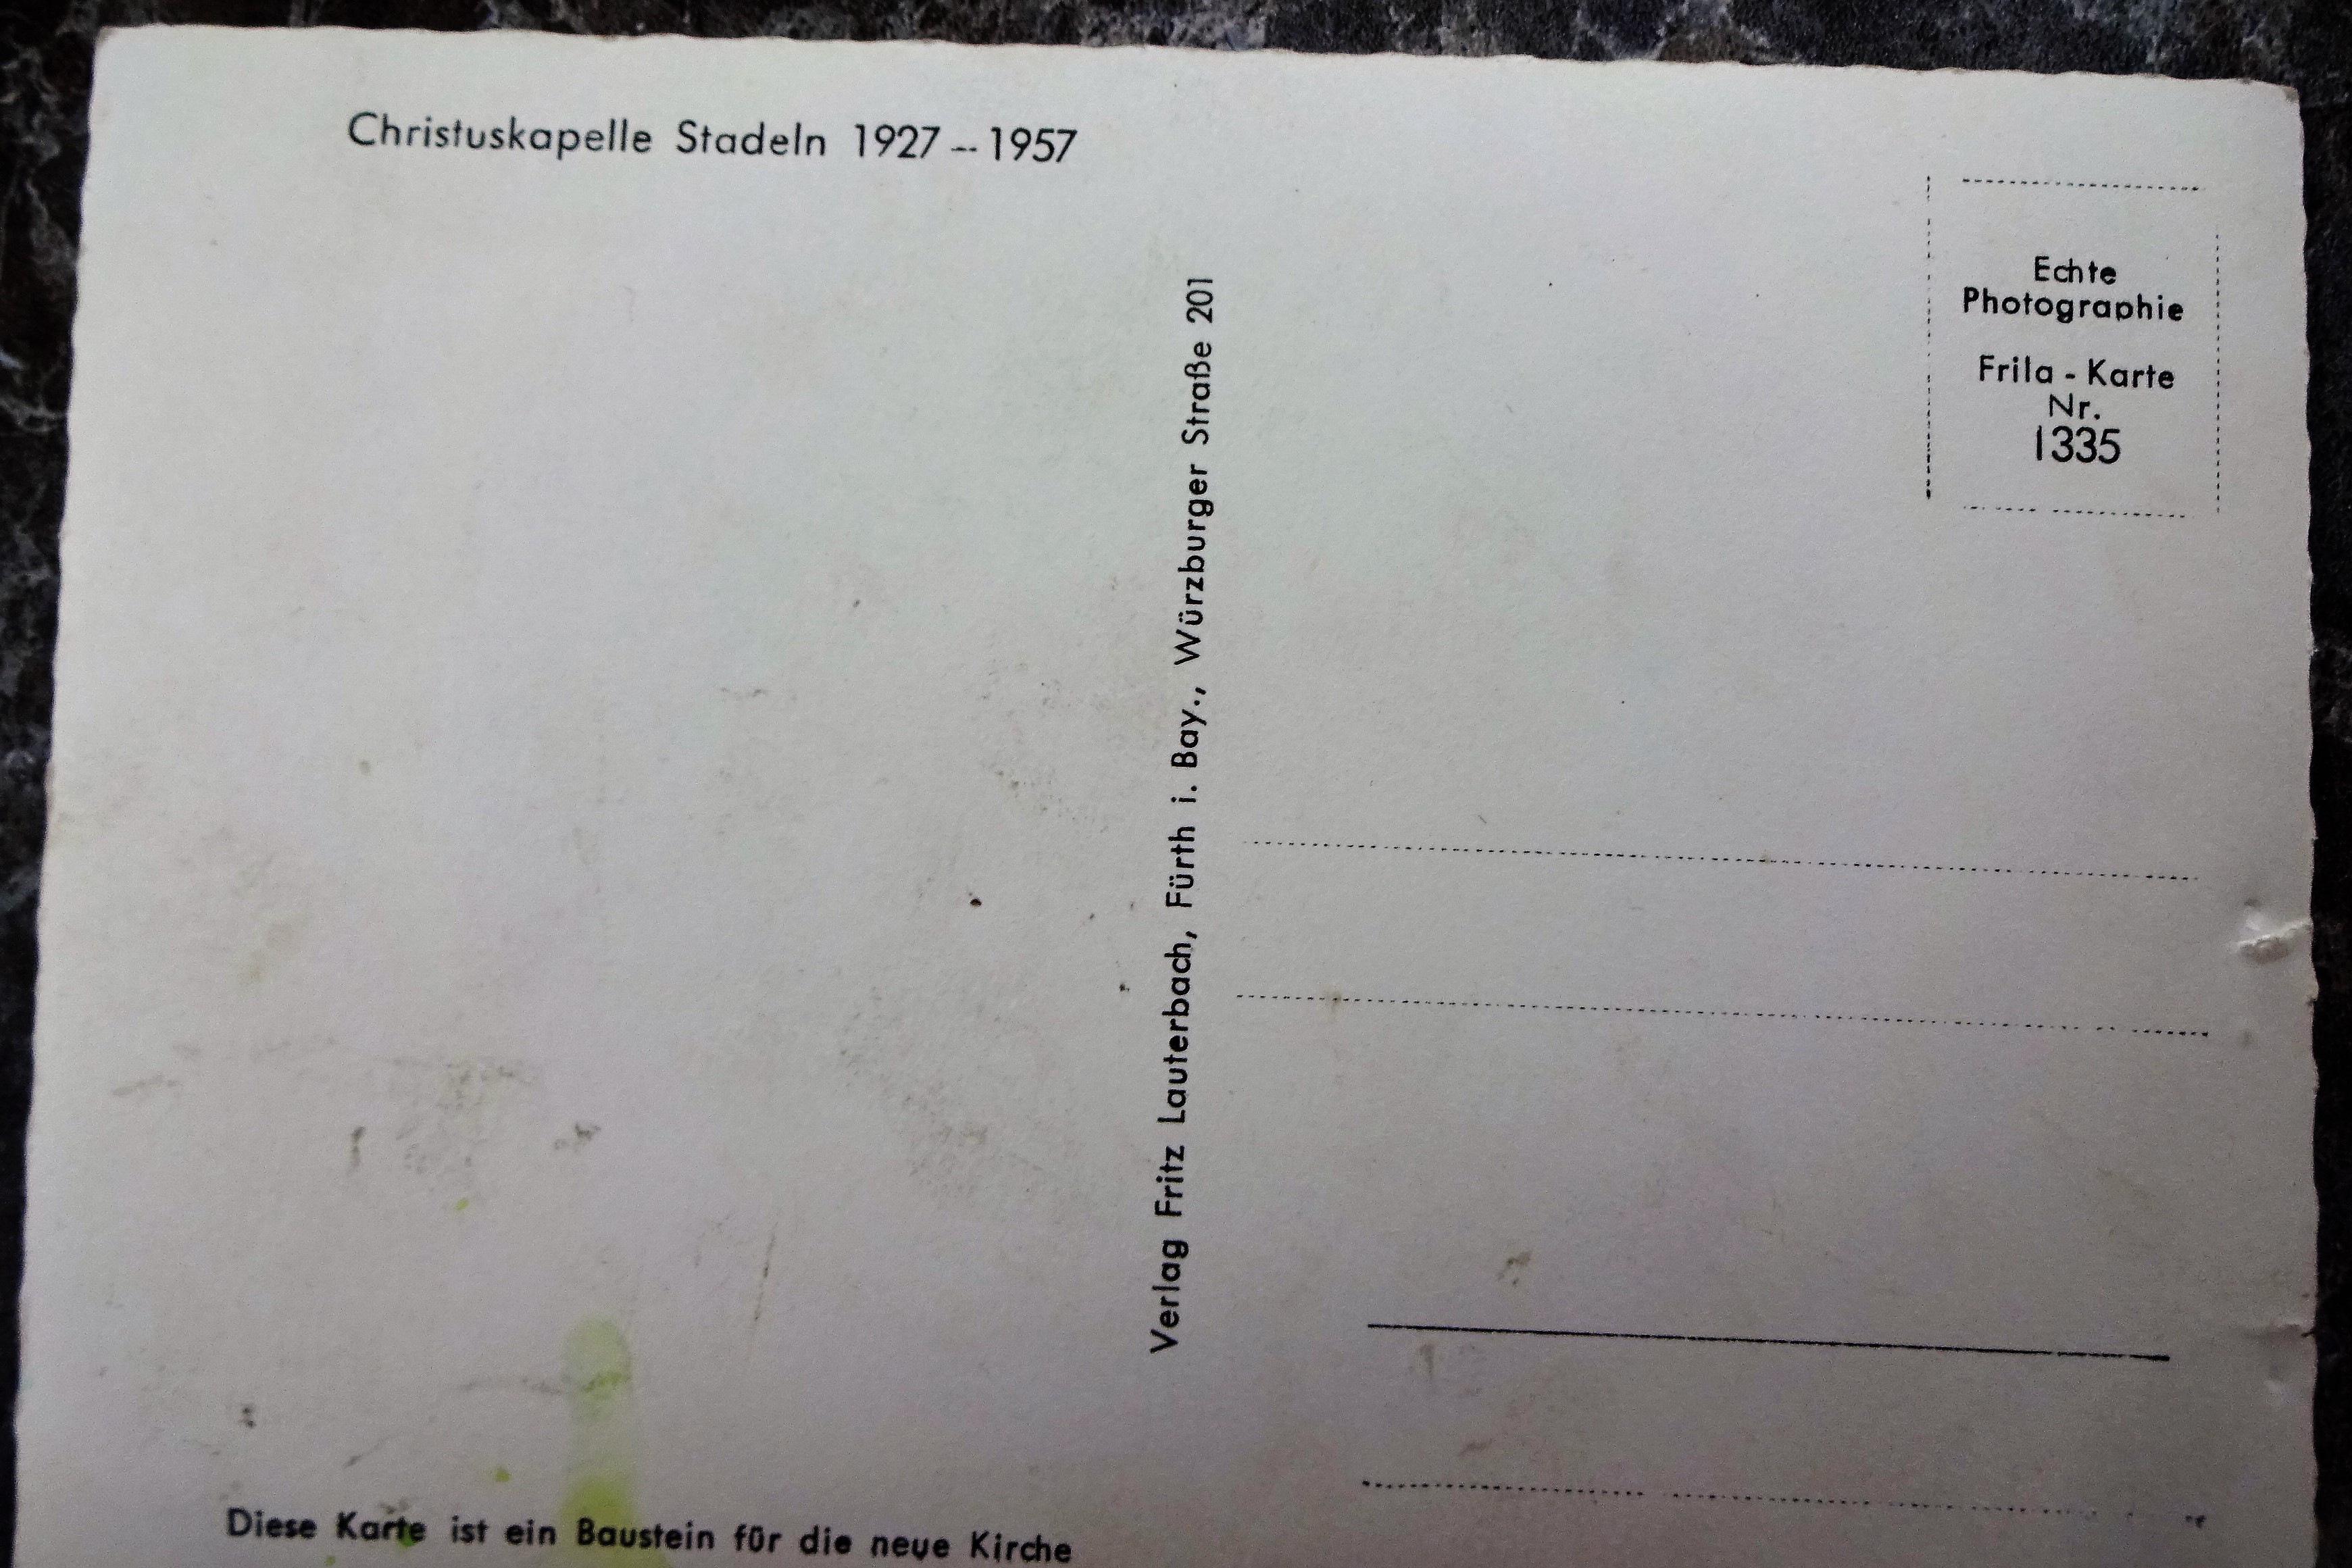 Christuskapelle Stadeln 1927 -- 1957
Verlag Fritz Lauterbach, Fürth i. Bay., Würzburger Straße 201
Echte
Photographie
Frila - Karte
Nr.
1335
Diese Karte ist ein Baustein für die neue Kirche